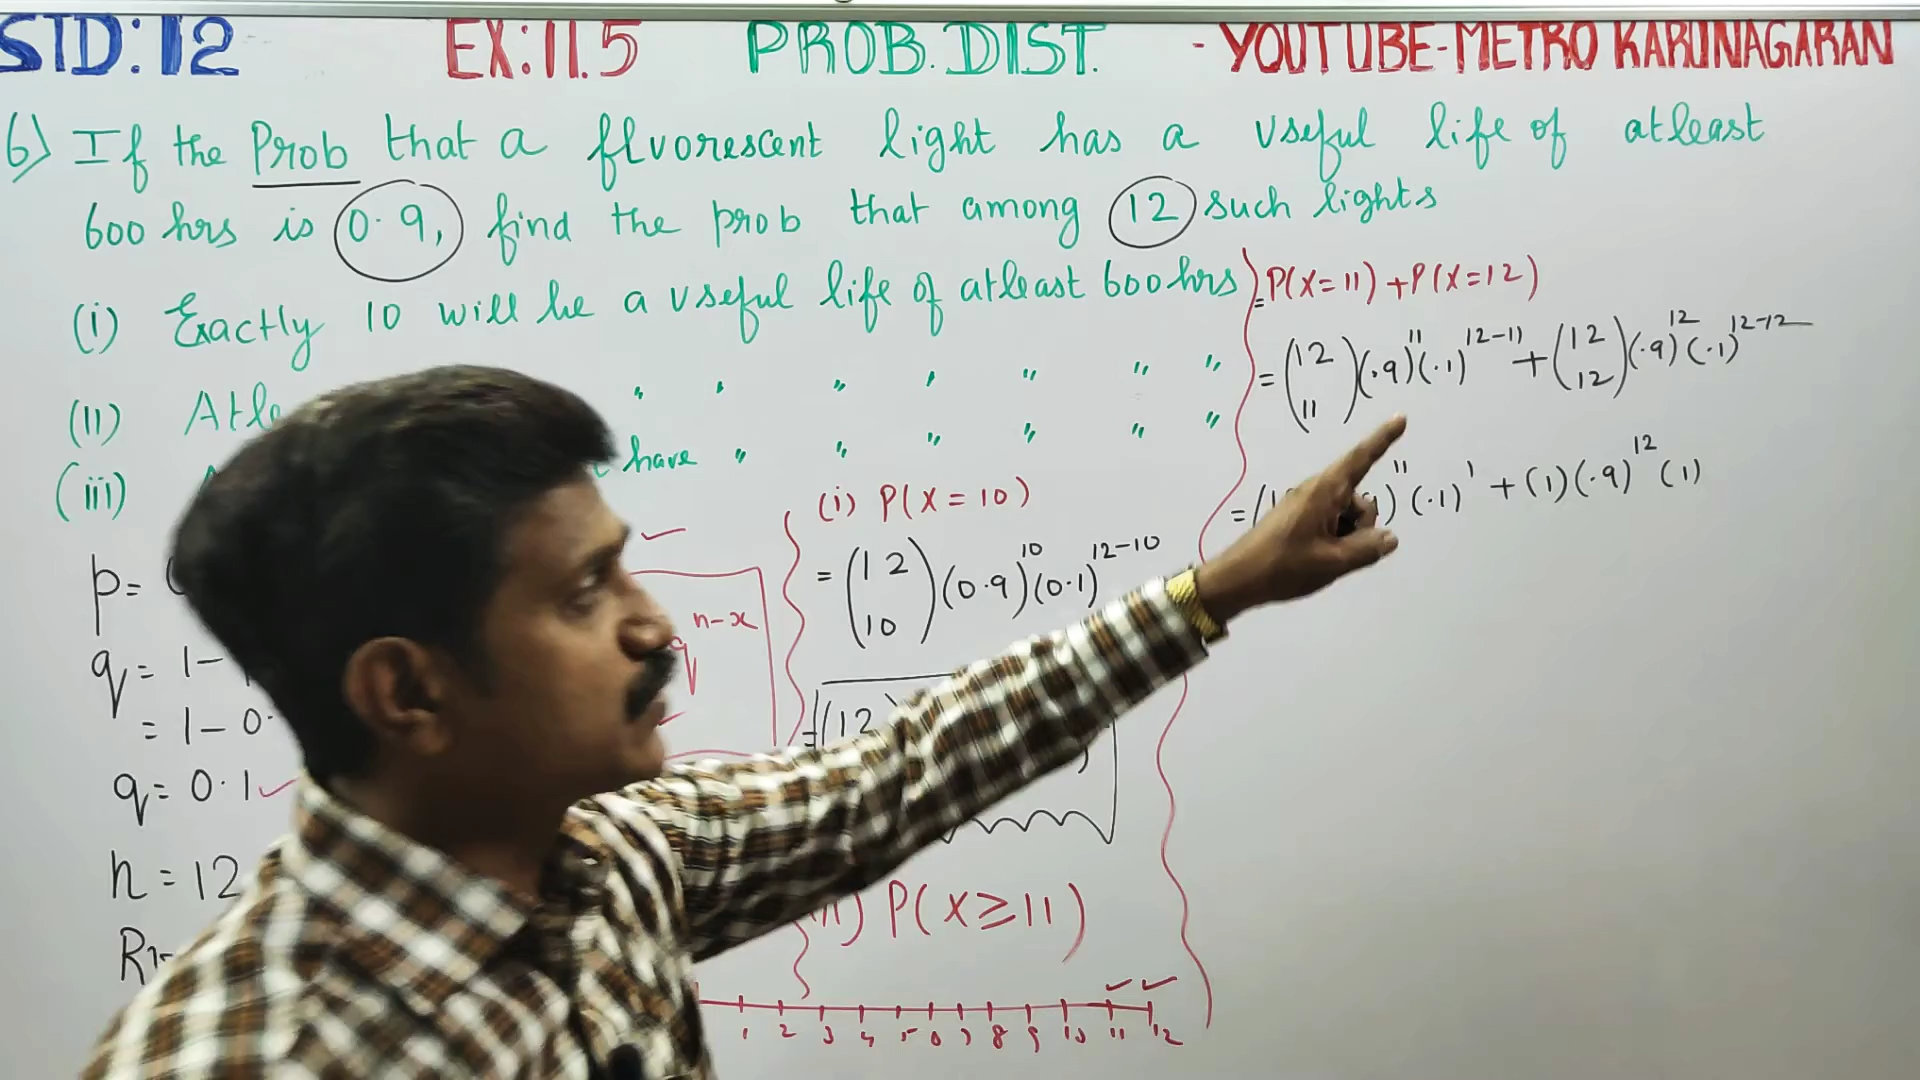 STD:12 EX:11.5 PROB.DIST. - YOUTUBE-METRO KARUNAGARAN
6) If the Prob that a fluorescent light has a useful life of atleast
600 hrs is 0.9, find the prob that among 12 such lights
(i) Exactly 10 will be a useful life of atleast 600 hrs
(ii) Atle " " " " " " "
(iii) have " " " " " "
p=
q = 1-
= 1-0.
q = 0.1 ✓
n = 12
q^{n-x}
(i) P(X=10)
= (12 10) (0.9)^{10} (0.1)^{12-10}
= (12
P(X≥11)
1 2 3 4 5 6 7 8 9 10 11 12
= P(X=11) + P(X=12)
= (12 11) (.9)^{11} (.1)^{12-11} + (12 12) (.9)^{12} (.1)^{12-12}
= 11 (.1)^{1} + (1) (.9)^{12} (1)